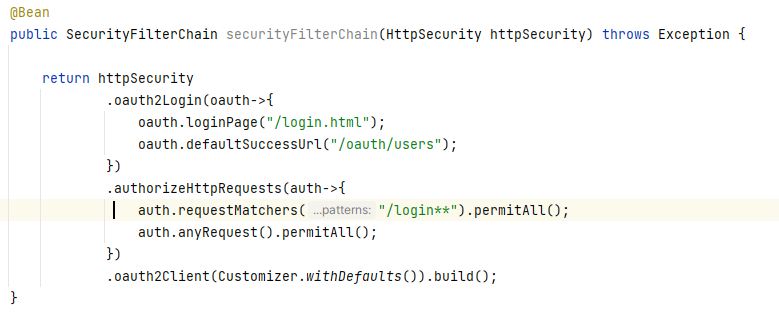 @Bean
public SecurityFilterChain securityFilterChain(HttpSecurity httpSecurity) throws Exception {
return httpSecurity
.oauth2Login(oauth->{
oauth.loginPage("/login.html");
oauth.defaultSuccessUrl("/oauth/users");
})
.authorizeHttpRequests(auth->{
auth.requestMatchers( ...patterns: "/login**").permitAll();
auth.anyRequest().permitAll();
})
.oauth2Client(Customizer.withDefaults()).build();
}